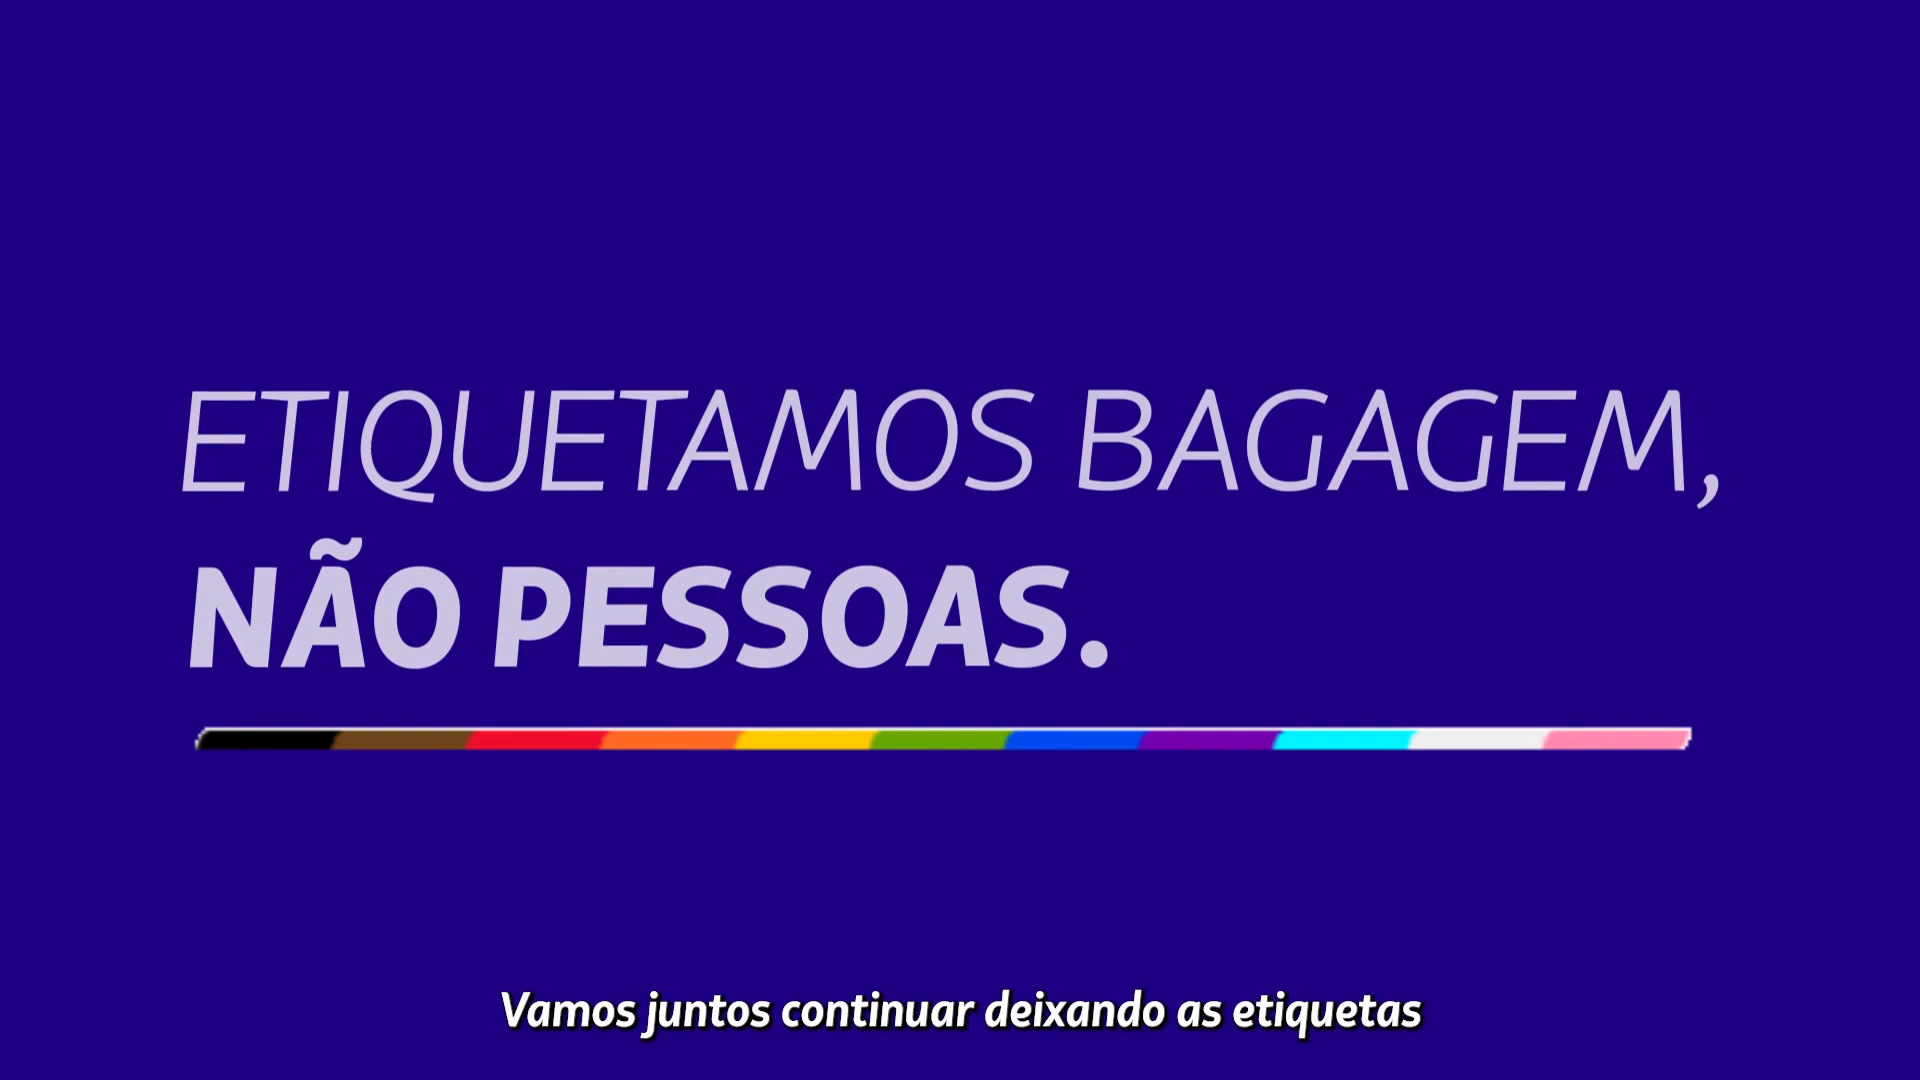 ETIQUETAMOS BAGAGEM,
NÃO PESSOAS.
Vamos juntos continuar deixando as etiquetas